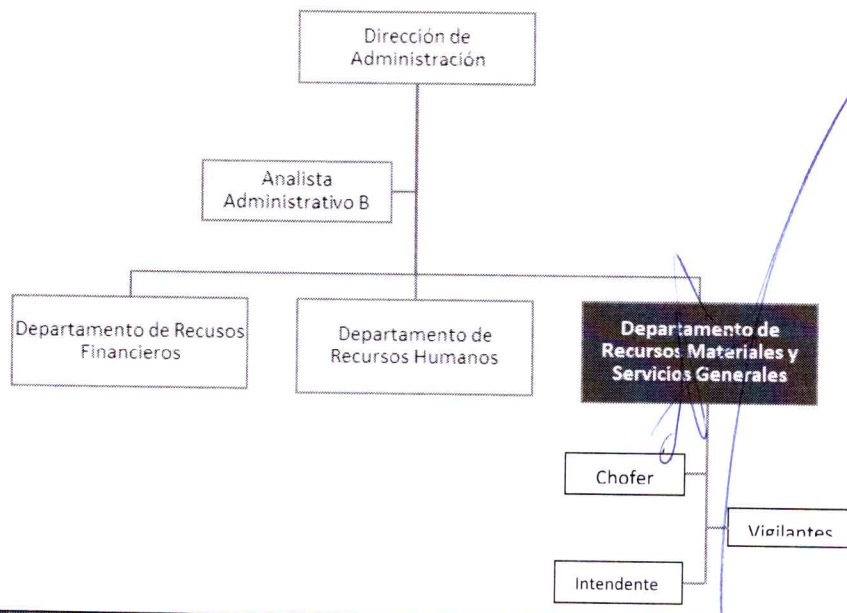 Dirección de
Administración
Analista
Administrativo B
Departamento de Recusos
Financieros
Departamento de
Recursos Humanos
Departamento de
Recursos Materiales y
Servicios Generales
Chofer
Vigilantes
Intendente